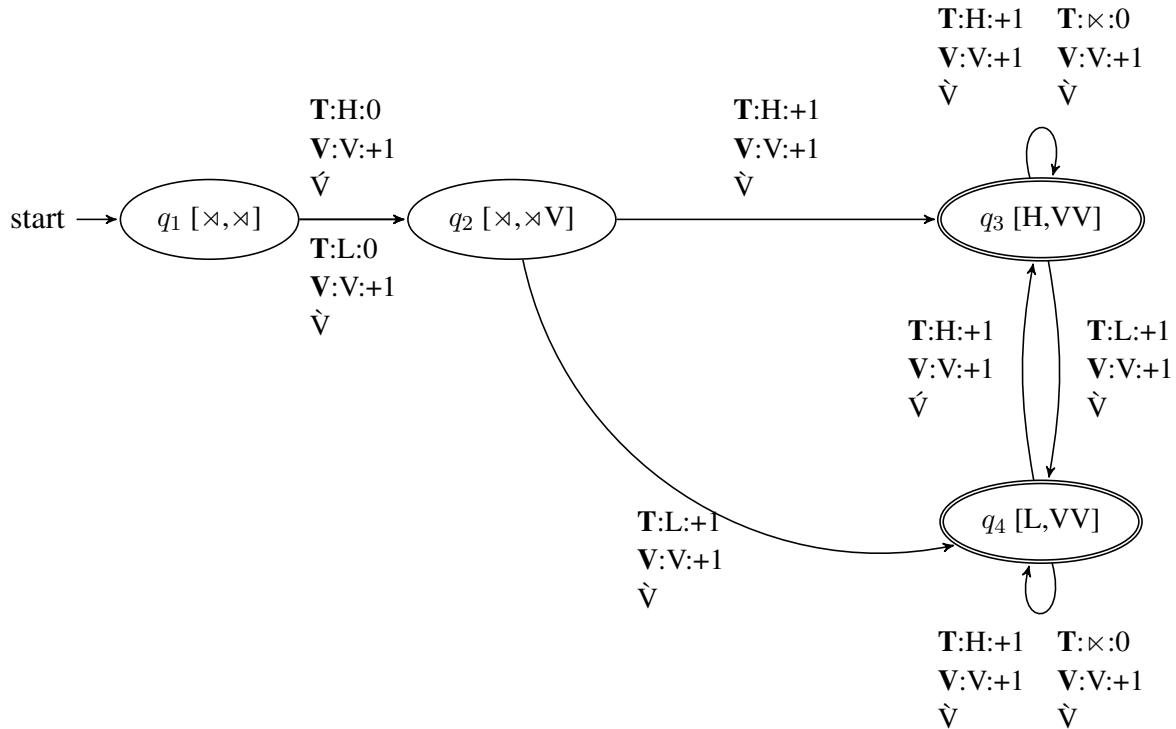 T:H:+1 T:⋉:0
V:V:+1 V:V:+1
V̀ V̀
T:H:0
V:V:+1
V́
T:H:+1
V:V:+1
V̀
start
q1 [⋊,⋊]
q2 [⋊,⋊V]
q3 [H,VV]
T:L:0
V:V:+1
V̀
T:H:+1
V:V:+1
V́
T:L:+1
V:V:+1
V̀
T:L:+1
V:V:+1
V̀
q4 [L,VV]
T:H:+1 T:⋉:0
V:V:+1 V:V:+1
V̀ V̀